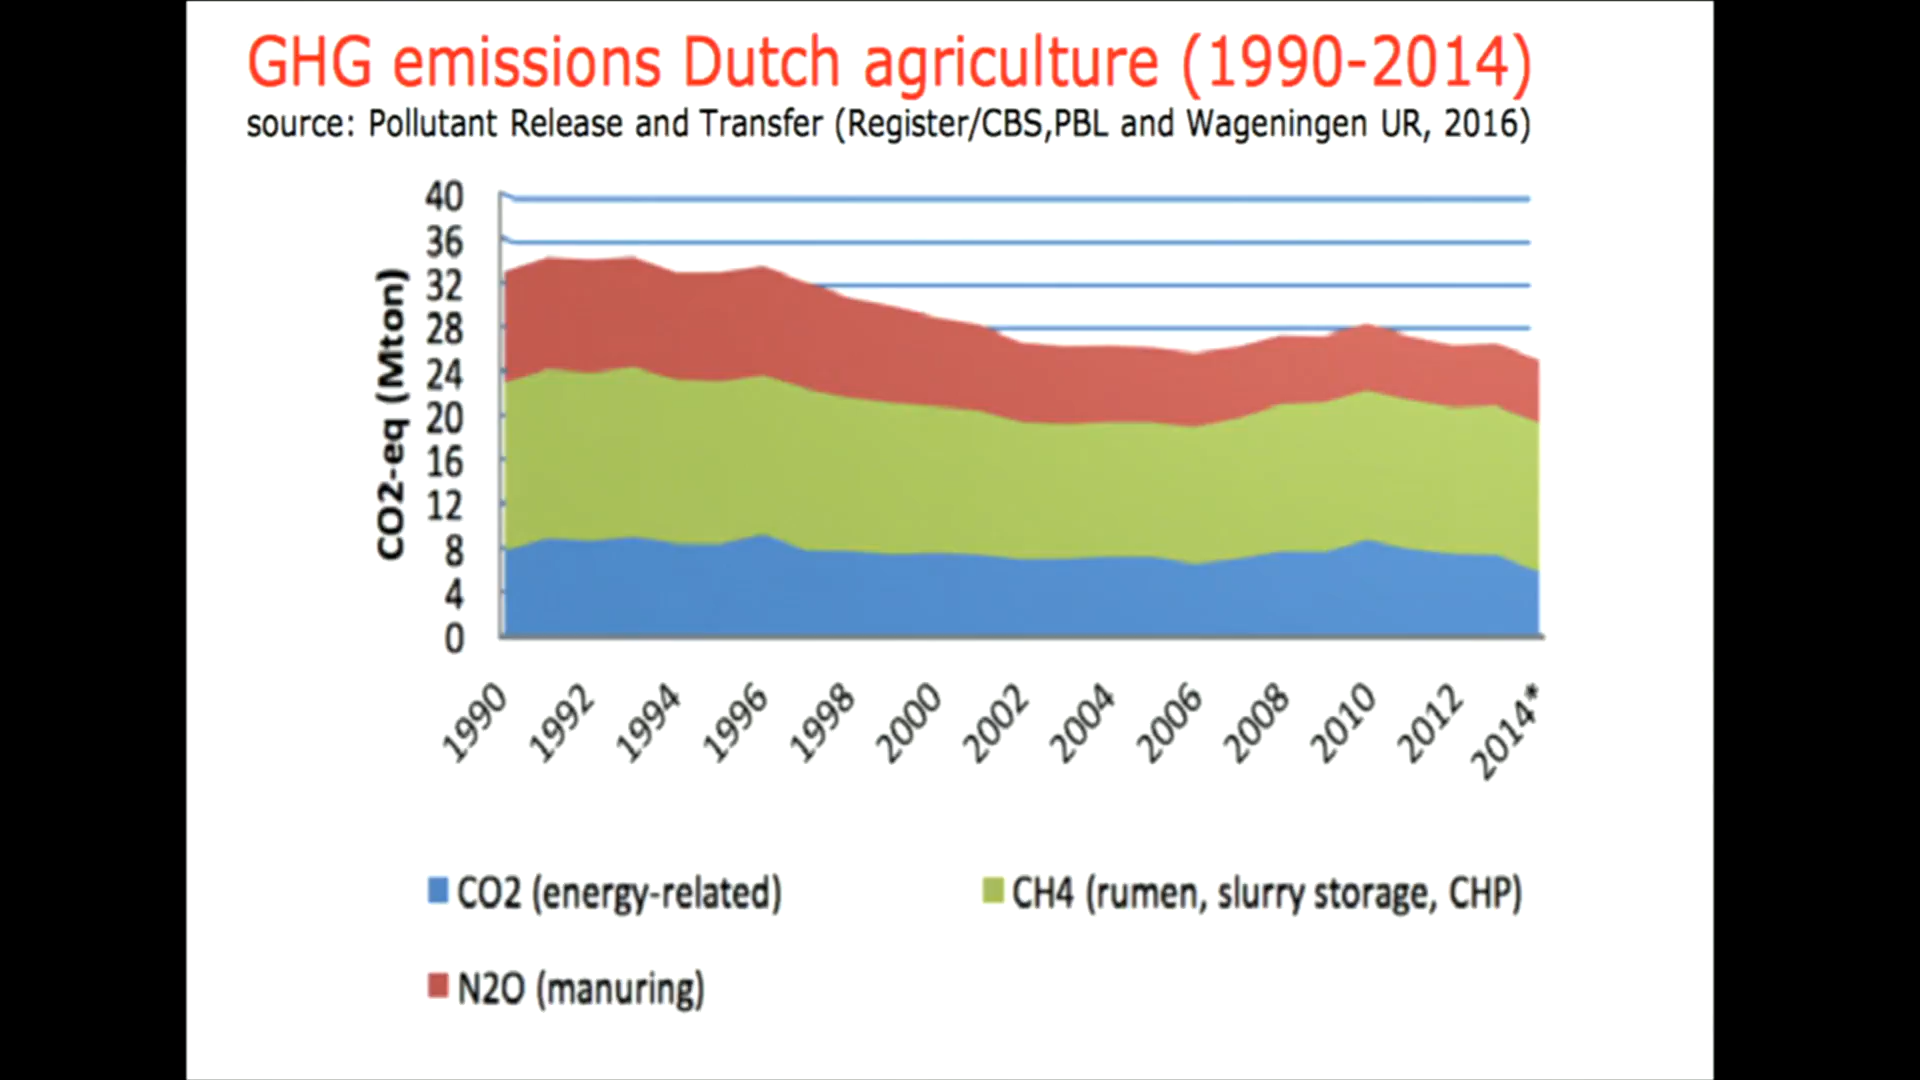 GHG emissions Dutch agriculture (1990-2014)
source: Pollutant Release and Transfer (Register/CBS,PBL and Wageningen UR, 2016)
CO2-eq (Mton)
40
36
32
28
24
20
16
12
8
4
0
1990 1992 1994 1996 1998 2000 2002 2004 2006 2008 2010 2012 2014*
CO2 (energy-related) CH4 (rumen, slurry storage, CHP)
N2O (manuring)